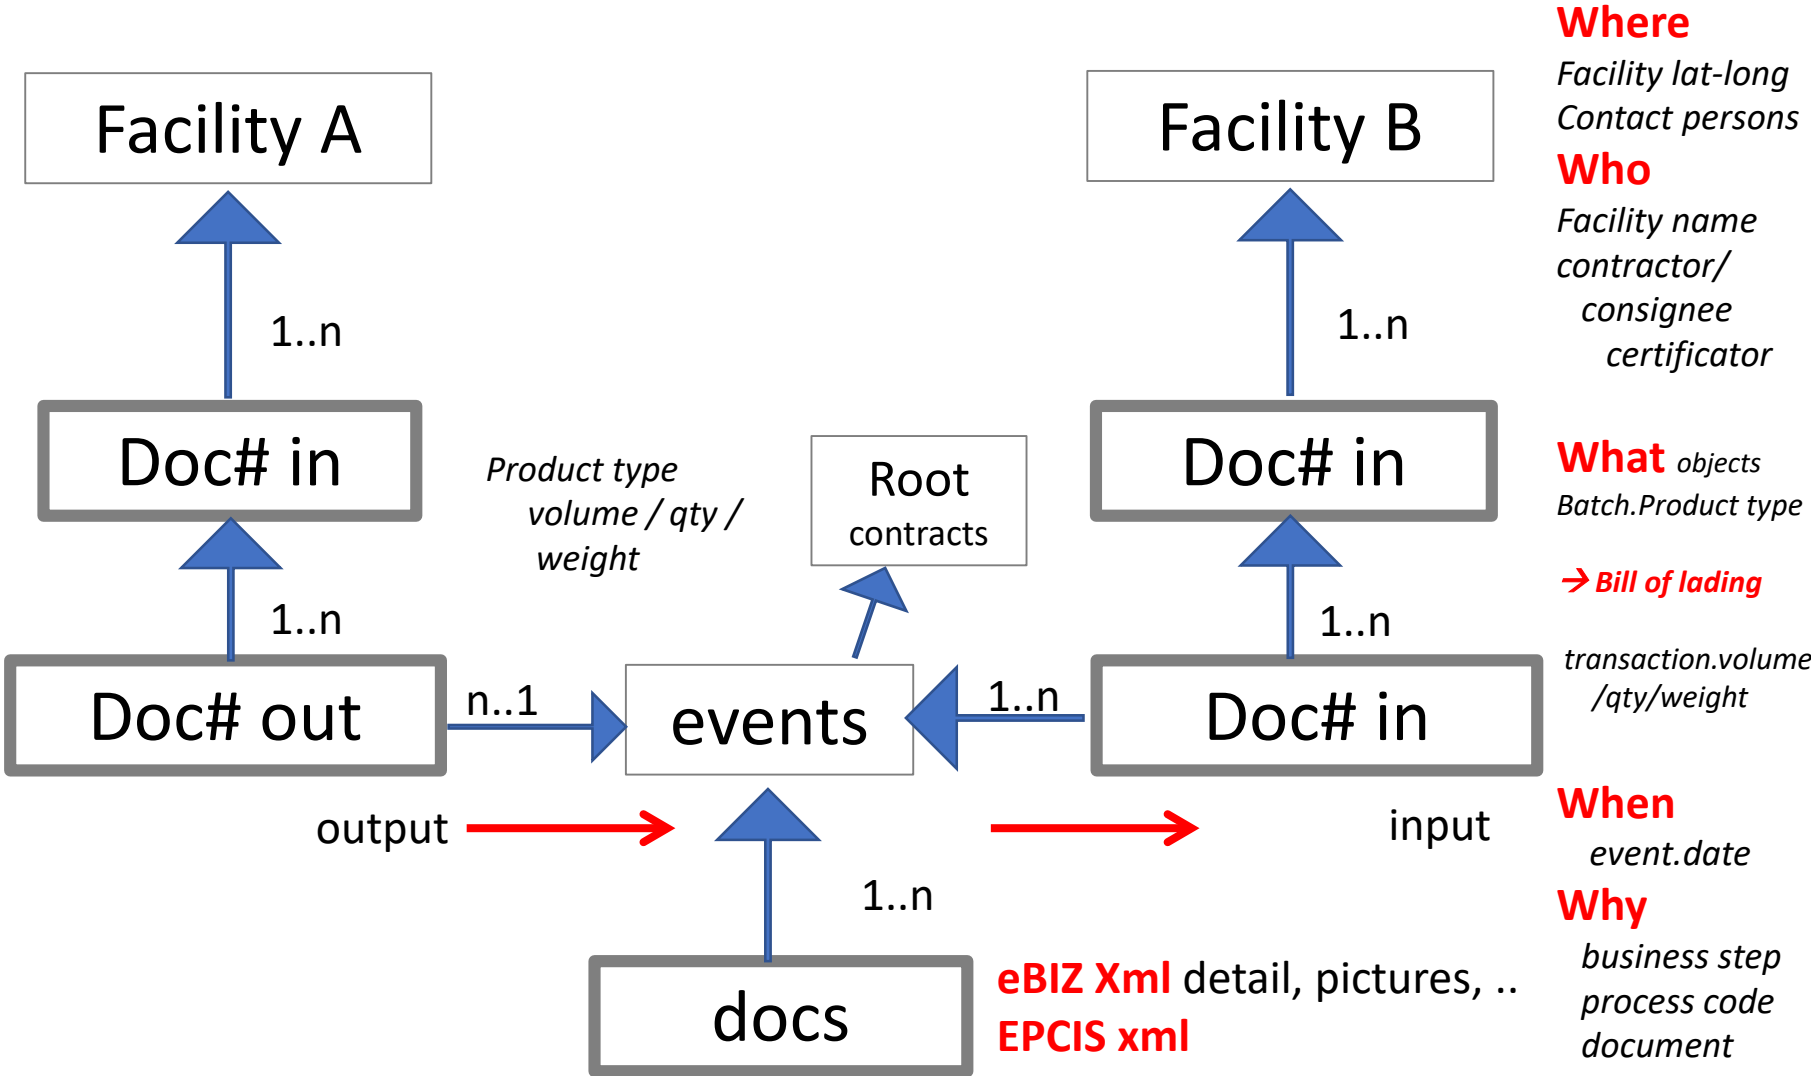 Facility A
1..n
Doc# in
1..n
Doc# out
n..1
Product type
volume / qty /
weight
Root
contracts
events
1..n
output
input
1..n
docs
eBIZ Xml detail, pictures, ..
EPCIS xml
Facility B
1..n
Doc# in
1..n
Doc# in
Where
Facility lat-long
Contact persons
Who
Facility name
contractor/
consignee
certificator
What objects
Batch.Product type
→ Bill of lading
transaction.volume
/qty/weight
When
event.date
Why
business step
process code
document